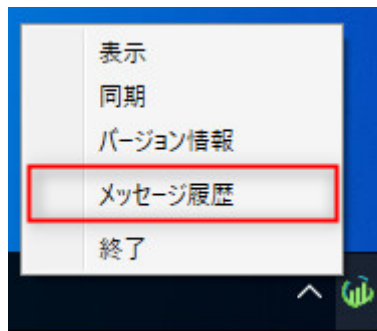 表示
同期
バージョン情報
メッセージ履歴
終了